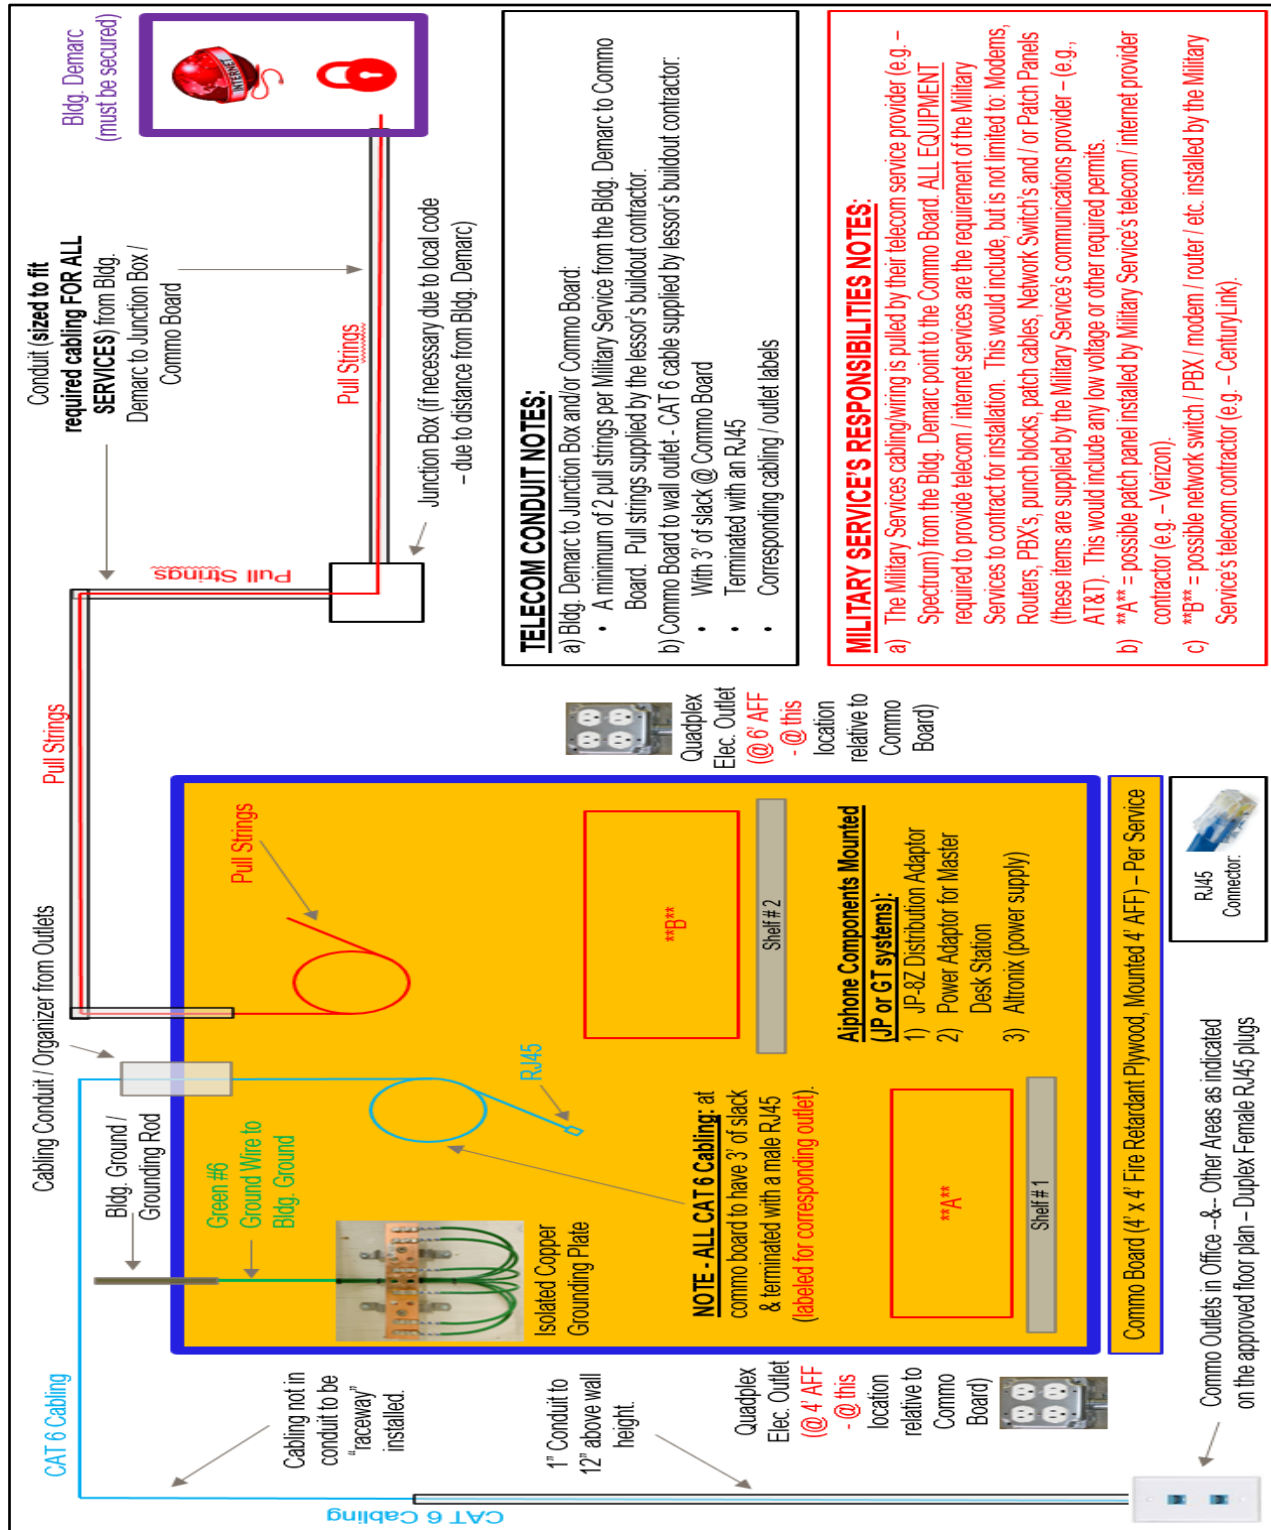 CAT 6 Cabling
CAT 6 Cabling
Cabling not in
conduit to be
“raceway”
installed.
1” Conduit to
12” above wall
height.
Cabling Conduit / Organizer from Outlets
Bldg. Ground /
Grounding Rod
Green #6
Ground Wire to
Bldg. Ground
Isolated Copper
Grounding Plate
Pull Strings
Pull Strings
Pull Strings
Pull Strings
RJ45
NOTE - ALL CAT 6 Cabling: at
commo board to have 3’ of slack
& terminated with a male RJ45
(labeled for corresponding outlet).
**A**
Shelf # 1
**B**
Shelf # 2
Aiphone Components Mounted
(JP or GT systems):
1) JP-8Z Distribution Adaptor
2) Power Adaptor for Master
Desk Station
3) Altronix (power supply)
Quadplex
Elec. Outlet
(@ 4’ AFF
- @ this
location
relative to
Commo
Board)
Quadplex
Elec. Outlet
(@ 6’ AFF
- @ this
location
relative to
Commo
Board)
Commo Board (4’ x 4’ Fire Retardant Plywood, Mounted 4’ AFF) – Per Service
Commo Outlets in Office --&-- Other Areas as indicated
on the approved floor plan – Duplex Female RJ45 plugs
RJ45
Connector:
Conduit (sized to fit
required cabling FOR ALL
SERVICES) from Bldg.
Demarc to Junction Box /
Commo Board
Bldg. Demarc
(must be secured)
INTERNET
Junction Box (if necessary due to local code
– due to distance from Bldg. Demarc)
TELECOM CONDUIT NOTES:
a) Bldg. Demarc to Junction Box and/or Commo Board:
• A minimum of 2 pull strings per Military Service from the Bldg. Demarc to Commo
Board. Pull strings supplied by the lessor’s buildout contractor.
b) Commo Board to wall outlet - CAT 6 cable supplied by lessor’s buildout contractor:
• With 3’ of slack @ Commo Board
• Terminated with an RJ45
• Corresponding cabling / outlet labels
MILITARY SERVICE’S RESPONSIBILITIES NOTES:
a) The Military Services cabling/wiring is pulled by their telecom service provider (e.g. –
Spectrum) from the Bldg. Demarc point to the Commo Board. ALL EQUIPMENT
required to provide telecom / internet services are the requirement of the Military
Services to contract for installation. This would include, but is not limited to: Modems,
Routers, PBX’s, punch blocks, patch cables, Network Switch’s and / or Patch Panels
(these items are supplied by the Military Service’s communications provider – (e.g.,
AT&T). This would include any low voltage or other required permits.
b) **A** = possible patch panel installed by Military Service’s telecom / internet provider
contractor (e.g. – Verizon).
c) **B** = possible network switch / PBX / modem / router / etc. installed by the Military
Service’s telecom contractor (e.g. – CenturyLink).